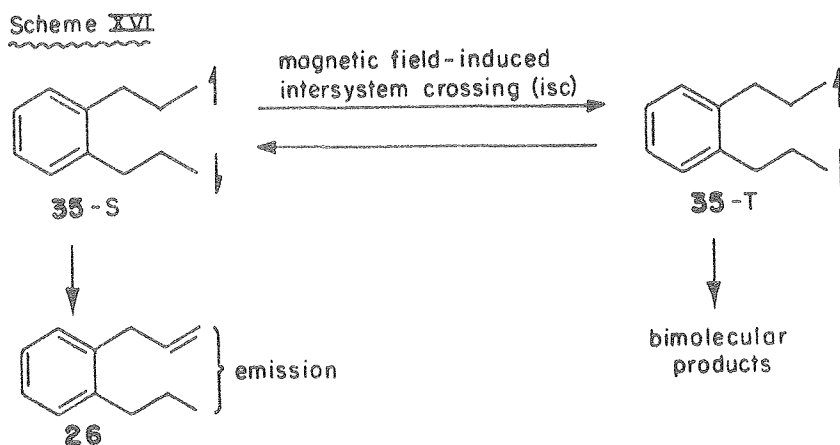 Scheme XVI
magnetic field-induced
intersystem crossing (isc)
35-S
35-T
emission
bimolecular
products
26